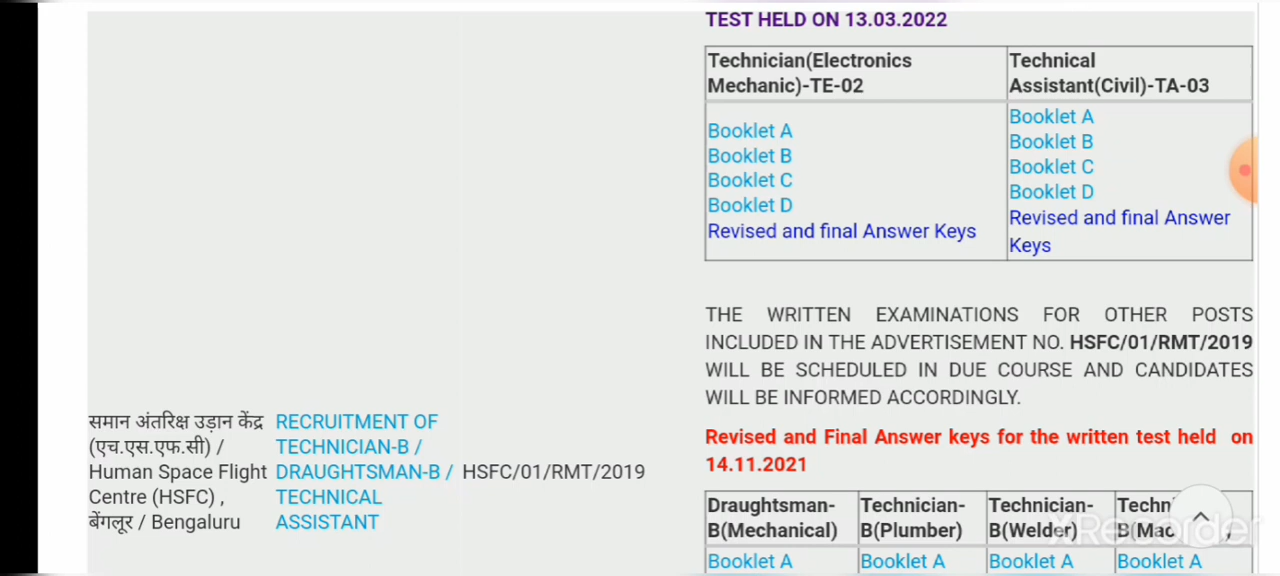 TEST HELD ON 13.03.2022
Technician(Electronics
Mechanic)-TE-02
Technical
Assistant(Civil)-TA-03
Booklet A
Booklet B
Booklet C
Booklet D
Revised and final Answer Keys
Booklet A
Booklet B
Booklet C
Booklet D
Revised and final Answer
Keys
THE WRITTEN EXAMINATIONS FOR OTHER POSTS
INCLUDED IN THE ADVERTISEMENT NO. HSFC/01/RMT/2019
WILL BE SCHEDULED IN DUE COURSE AND CANDIDATES
WILL BE INFORMED ACCORDINGLY.
समान अंतरिक्ष उड़ान केंद्र
(एच.एस.एफ.सी) /
Human Space Flight
Centre (HSFC) ,
बेंगलूर / Bengaluru
RECRUITMENT OF
TECHNICIAN-B /
DRAUGHTSMAN-B /
TECHNICAL
ASSISTANT
HSFC/01/RMT/2019
Revised and Final Answer keys for the written test held on
14.11.2021
Draughtsman-
B(Mechanical)
Technician-
B(Plumber)
Technician-
B(Welder)
Booklet A
Booklet A
Booklet A
Booklet A
XRecorder